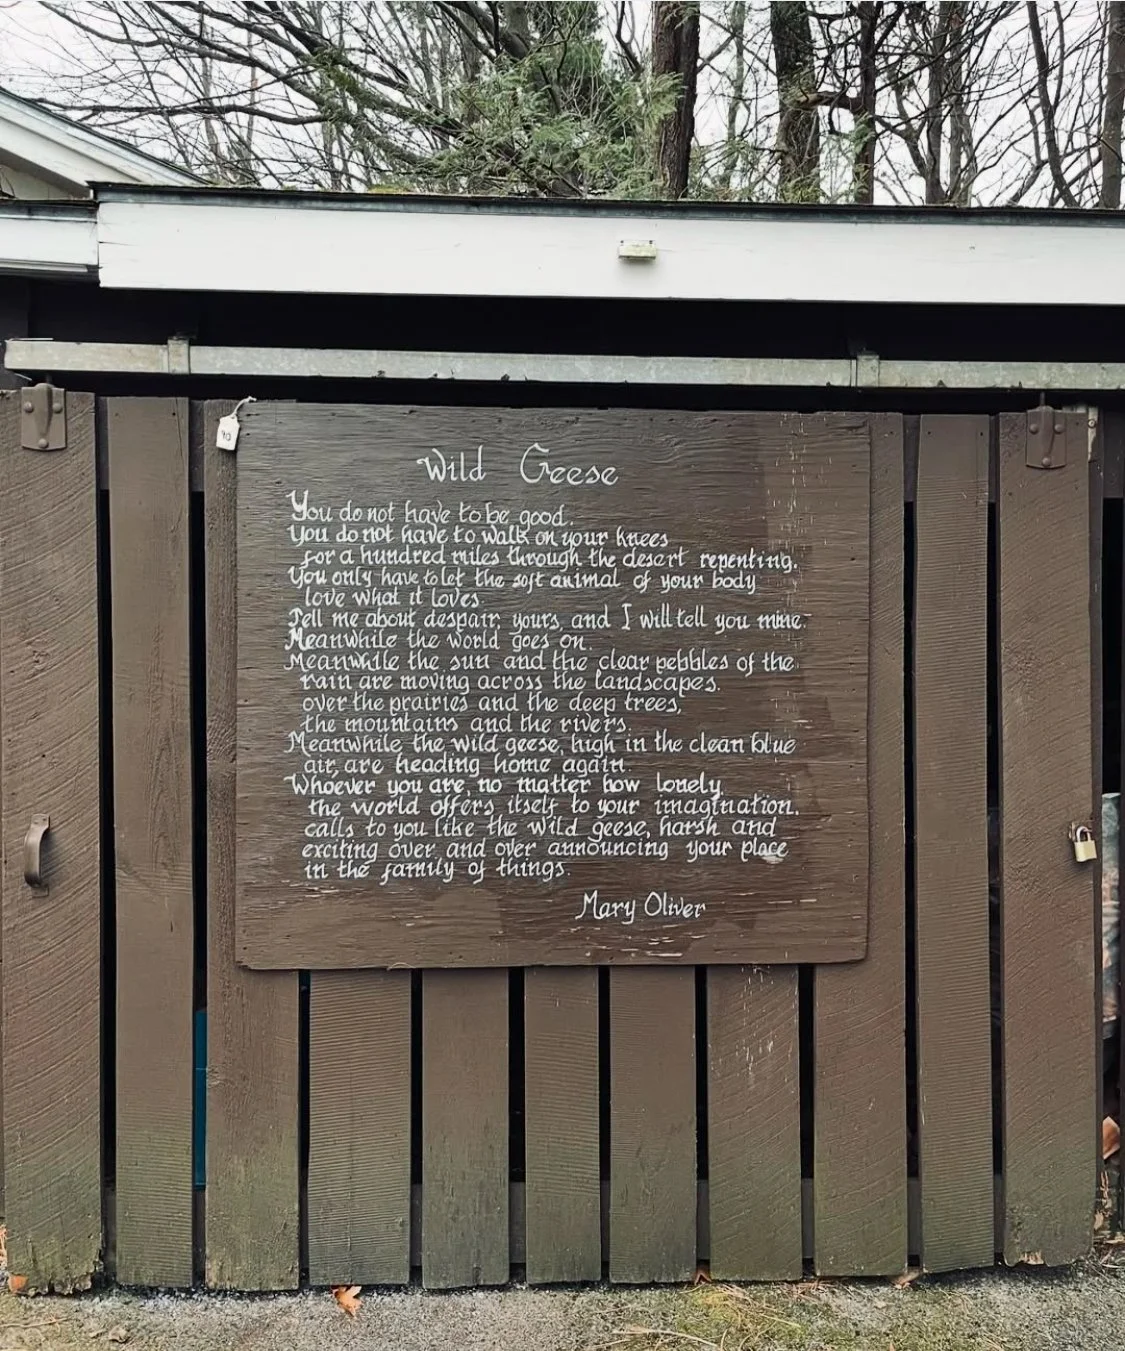 90
Wild Geese
You do not have to be good.
You do not have to walk on your knees
for a hundred miles through the desert repenting.
You only have to let the soft animal of your body
love what it loves.
Tell me about despair, yours, and I will tell you mine.
Meanwhile the world goes on.
Meanwhile the sun and the clear pebbles of the
rain are moving across the landscapes.
over the prairies and the deep trees,
the mountains and the rivers.
Meanwhile the wild geese, high in the clean blue
air, are heading home again.
Whoever you are, no matter how lonely,
the world offers itself to your imagination,
calls to you like the wild geese, harsh and
exciting over and over announcing your place
in the family of things.
Mary Oliver